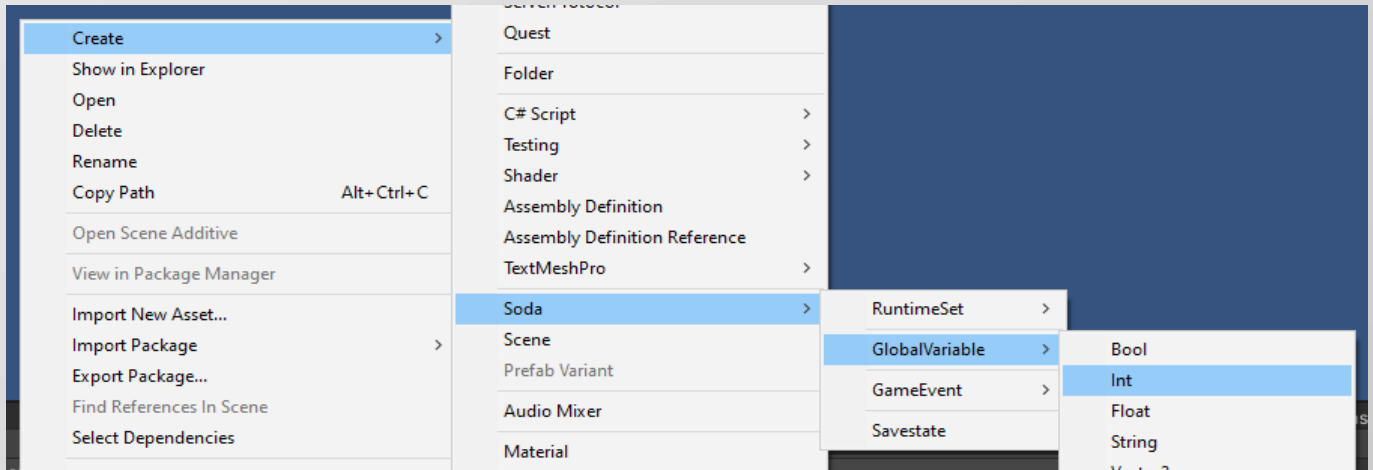 Create
Show in Explorer
Open
Delete
Rename
Copy Path Alt+Ctrl+C
Open Scene Additive
View in Package Manager
Import New Asset...
Import Package
Export Package...
Find References In Scene
Select Dependencies
Quest
Folder
C# Script
Testing
Shader
Assembly Definition
Assembly Definition Reference
TextMeshPro
Soda
Scene
Prefab Variant
Audio Mixer
Material
RuntimeSet
GlobalVariable
GameEvent
Savestate
Bool
Int
Float
String